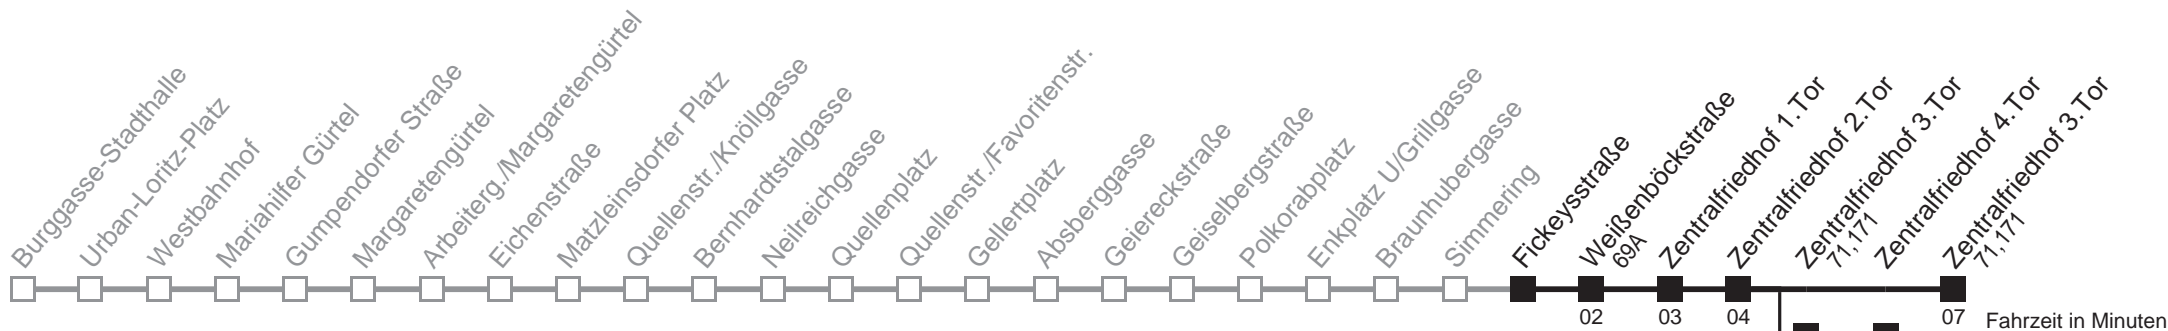 Burggasse-Stadthalle
Urban-Loritz-Platz
Westbahnhof
Mariahilfer Gürtel
Gumpendorfer Straße
Margaretengürtel
Arbeiterg./Margaretengürtel
Eichenstraße
Matzleinsdorfer Platz
Quellenstr./Knöllgasse
Bernhardtstalgasse
Neilreichgasse
Quellenplatz
Quellenstr./Favoritenstr.
Gellertplatz
Absberggasse
Geiereckstraße
Geiselbergstraße
Polkorabplatz
Enkplatz U/Grillgasse
Braunhubergasse
Simmering
Fickeysstraße
Weißenböckstraße
69A
Zentralfriedhof 1.Tor
Zentralfriedhof 2.Tor
Zentralfriedhof 3.Tor
71,171
Zentralfriedhof 4.Tor
Zentralfriedhof 3.Tor
71,171
02 03 04 07 Fahrzeit in Minuten